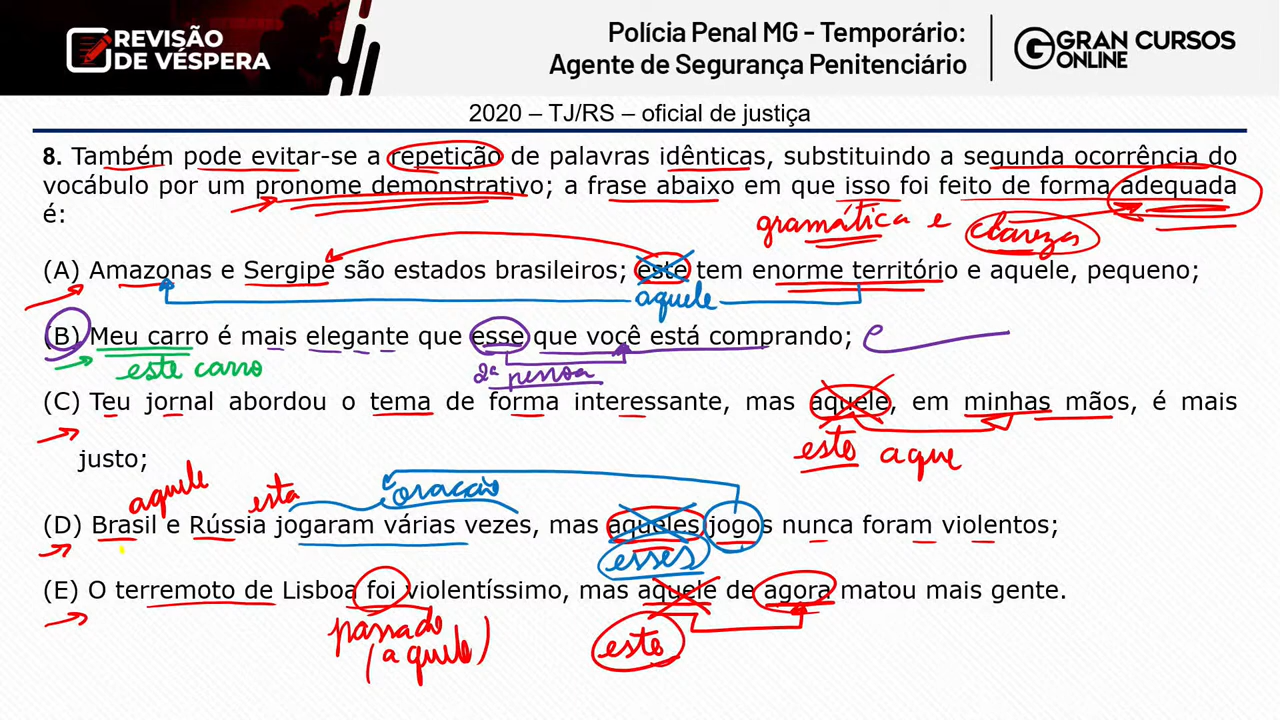 REVISÃO
DE VÉSPERA
Polícia Penal MG - Temporário:
Agente de Segurança Penitenciário
G GRAN CURSOS
ONLINE
2020 – TJ/RS – oficial de justiça
8. Também pode evitar-se a repetição de palavras idênticas, substituindo a segunda ocorrência do
vocábulo por um pronome demonstrativo; a frase abaixo em que isso foi feito de forma adequada
é:
gramática e clareza
(A) Amazonas e Sergipe são estados brasileiros; este tem enorme território e aquele, pequeno;
aquele
(B) Meu carro é mais elegante que esse que você está comprando;
este carro
2ª pessoa
(C) Teu jornal abordou o tema de forma interessante, mas aquele, em minhas mãos, é mais
este aque
justo;
aquele esta oração
(D) Brasil e Rússia jogaram várias vezes, mas aqueles jogos nunca foram violentos;
esses
(E) O terremoto de Lisboa foi violentíssimo, mas aquele de agora matou mais gente.
passado
(aquele)
este